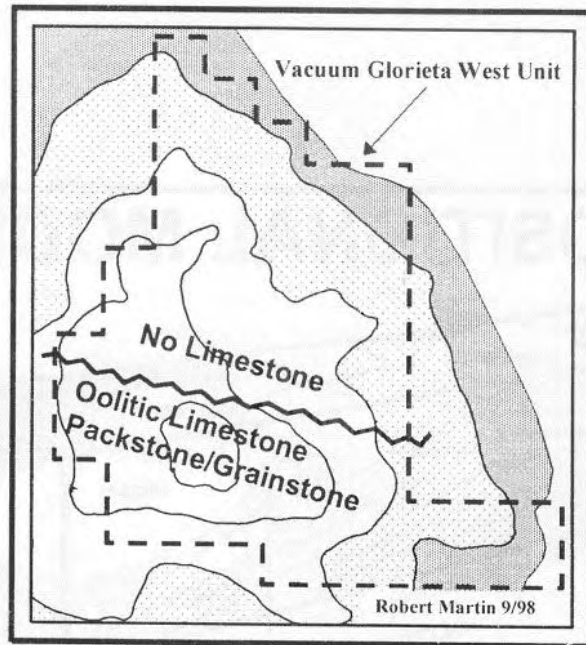 Vacuum Glorieta West Unit
No Limestone
Oolitic Limestone
Packstone/Grainstone
Robert Martin 9/98